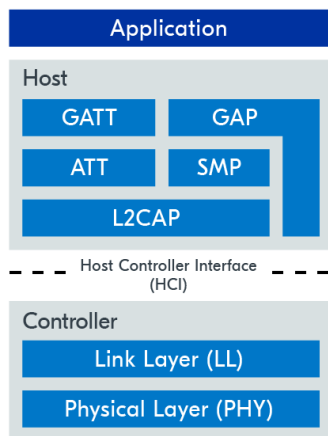 Application
Host
GATT GAP
ATT SMP
L2CAP
Host Controller Interface
(HCI)
Controller
Link Layer (LL)
Physical Layer (PHY)